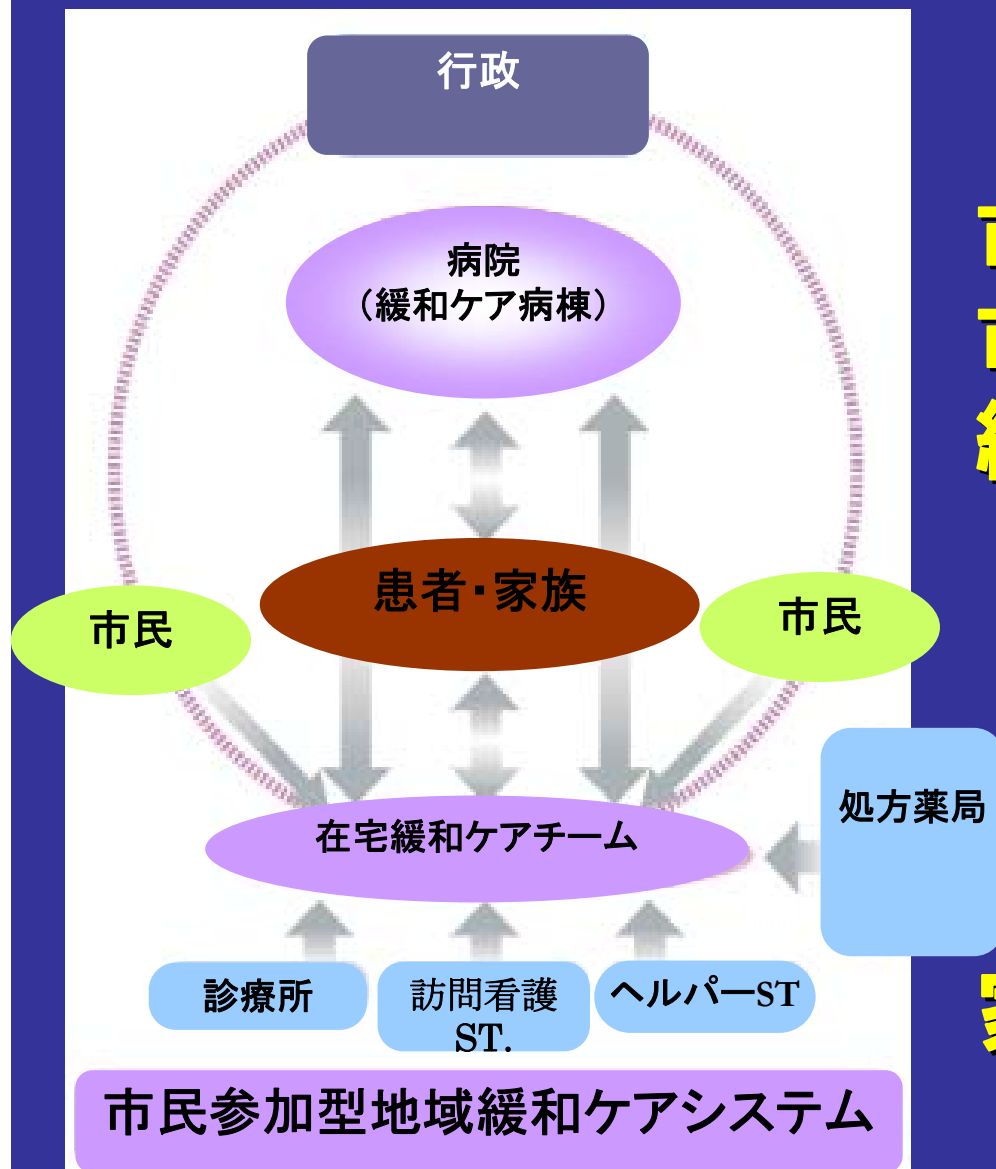 行政
病院
（緩和ケア病棟）
患者・家族
市民
市民
処方薬局
在宅緩和ケアチーム
診療所
訪問看護
ST.
ヘルパーST
市民参加型地域緩和ケアシステム